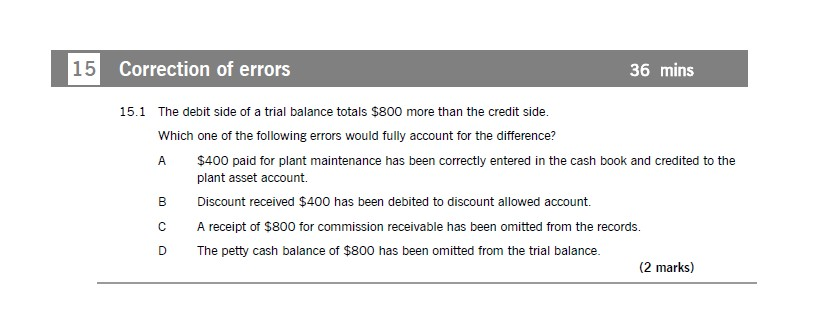 15 Correction of errors 36 mins
15.1 The debit side of a trial balance totals $800 more than the credit side.
Which one of the following errors would fully account for the difference?
A $400 paid for plant maintenance has been correctly entered in the cash book and credited to the
plant asset account.
B Discount received $400 has been debited to discount allowed account.
C A receipt of $800 for commission receivable has been omitted from the records.
D The petty cash balance of $800 has been omitted from the trial balance.
(2 marks)